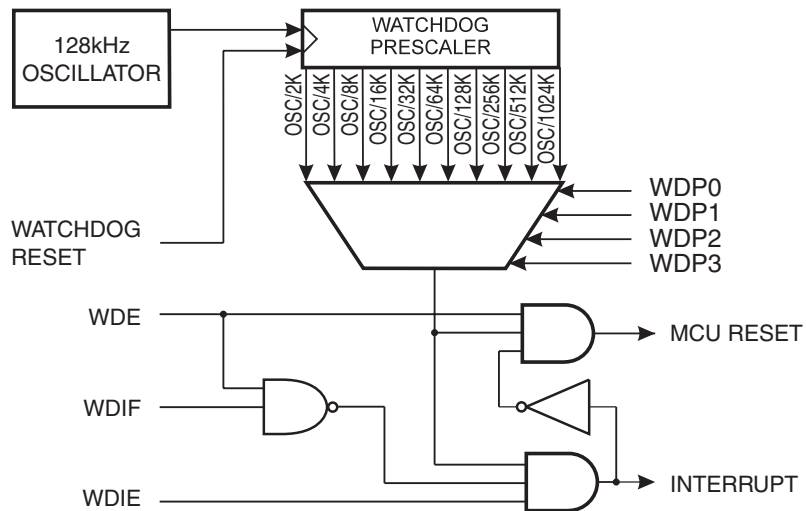 128kHz
OSCILLATOR
WATCHDOG
PRESCALER
OSC/2K
OSC/4K
OSC/8K
OSC/16K
OSC/32K
OSC/64K
OSC/128K
OSC/256K
OSC/512K
OSC/1024K
WATCHDOG
RESET
WDP0
WDP1
WDP2
WDP3
WDE
MCU RESET
WDIF
WDIE
INTERRUPT